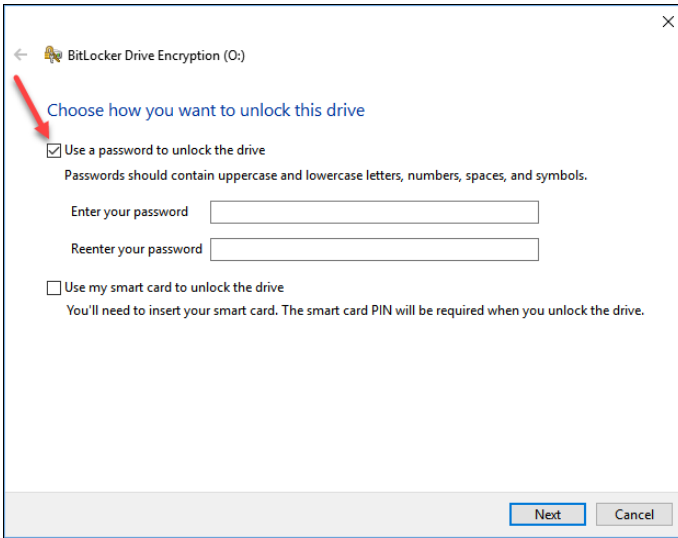 BitLocker Drive Encryption (O:)
Choose how you want to unlock this drive
Use a password to unlock the drive
Passwords should contain uppercase and lowercase letters, numbers, spaces, and symbols.
Enter your password
Reenter your password
Use my smart card to unlock the drive
You'll need to insert your smart card. The smart card PIN will be required when you unlock the drive.
Next Cancel